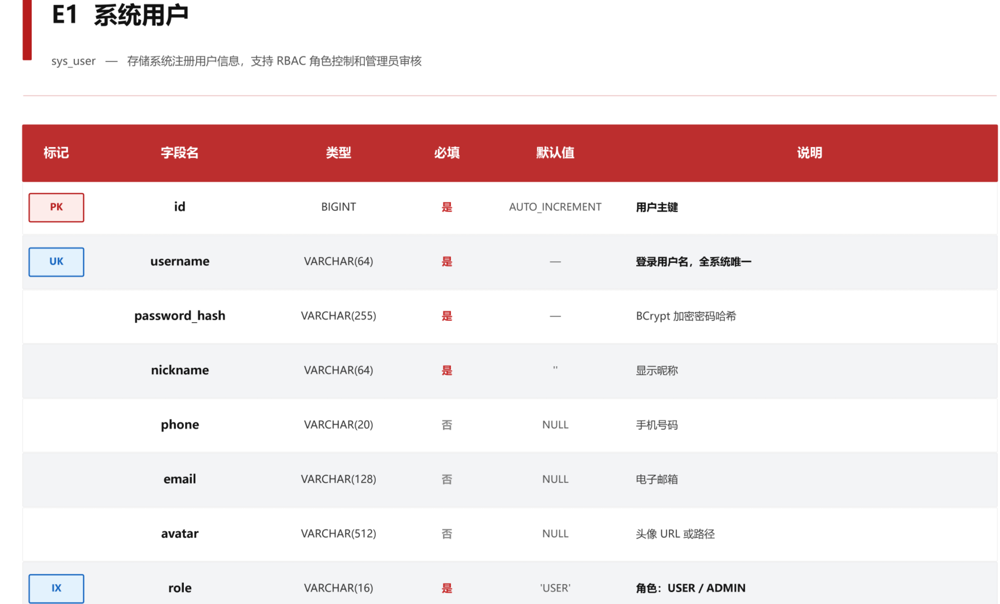 E1 系统用户
sys_user — 存储系统注册用户信息，支持 RBAC 角色控制和管理员审核
标记 字段名 类型 必填 默认值 说明
PK id BIGINT 是 AUTO_INCREMENT 用户主键
UK username VARCHAR(64) 是 — 登录用户名，全系统唯一
password_hash VARCHAR(255) 是 — BCrypt 加密密码哈希
nickname VARCHAR(64) 是 '' 显示昵称
phone VARCHAR(20) 否 NULL 手机号码
email VARCHAR(128) 否 NULL 电子邮箱
avatar VARCHAR(512) 否 NULL 头像 URL 或路径
IX role VARCHAR(16) 是 'USER' 角色：USER / ADMIN